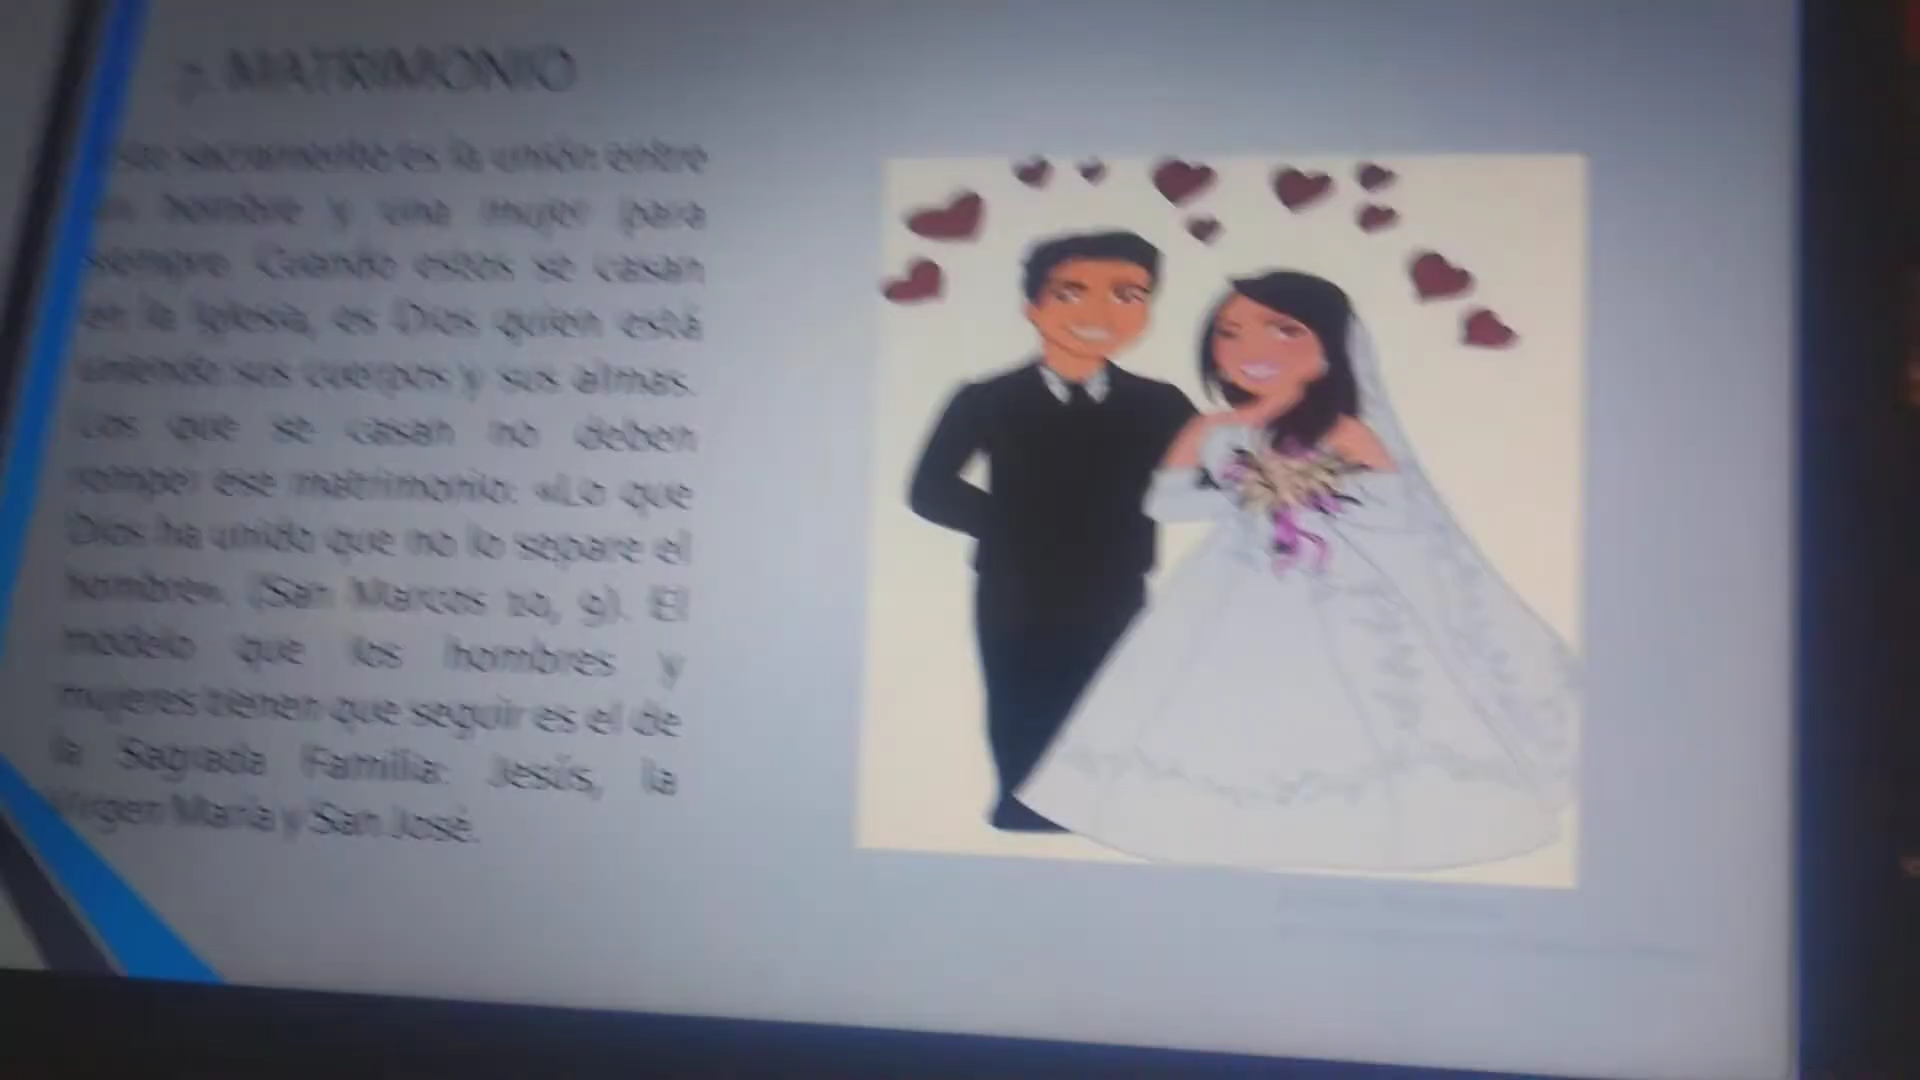 7. MATRIMONIO
Este sacramento es la unión entre
un hombre y una mujer para
siempre. Cuando estos se casan
en la Iglesia, es Dios quien está
uniendo sus cuerpos y sus almas.
Los que se casan no deben
romper ese matrimonio: «Lo que
Dios ha unido que no lo separe el
hombre». (San Marcos 10, 9). El
modelo que los hombres y
mujeres tienen que seguir es el de
la Sagrada Familia: Jesús, la
Virgen María y San José.